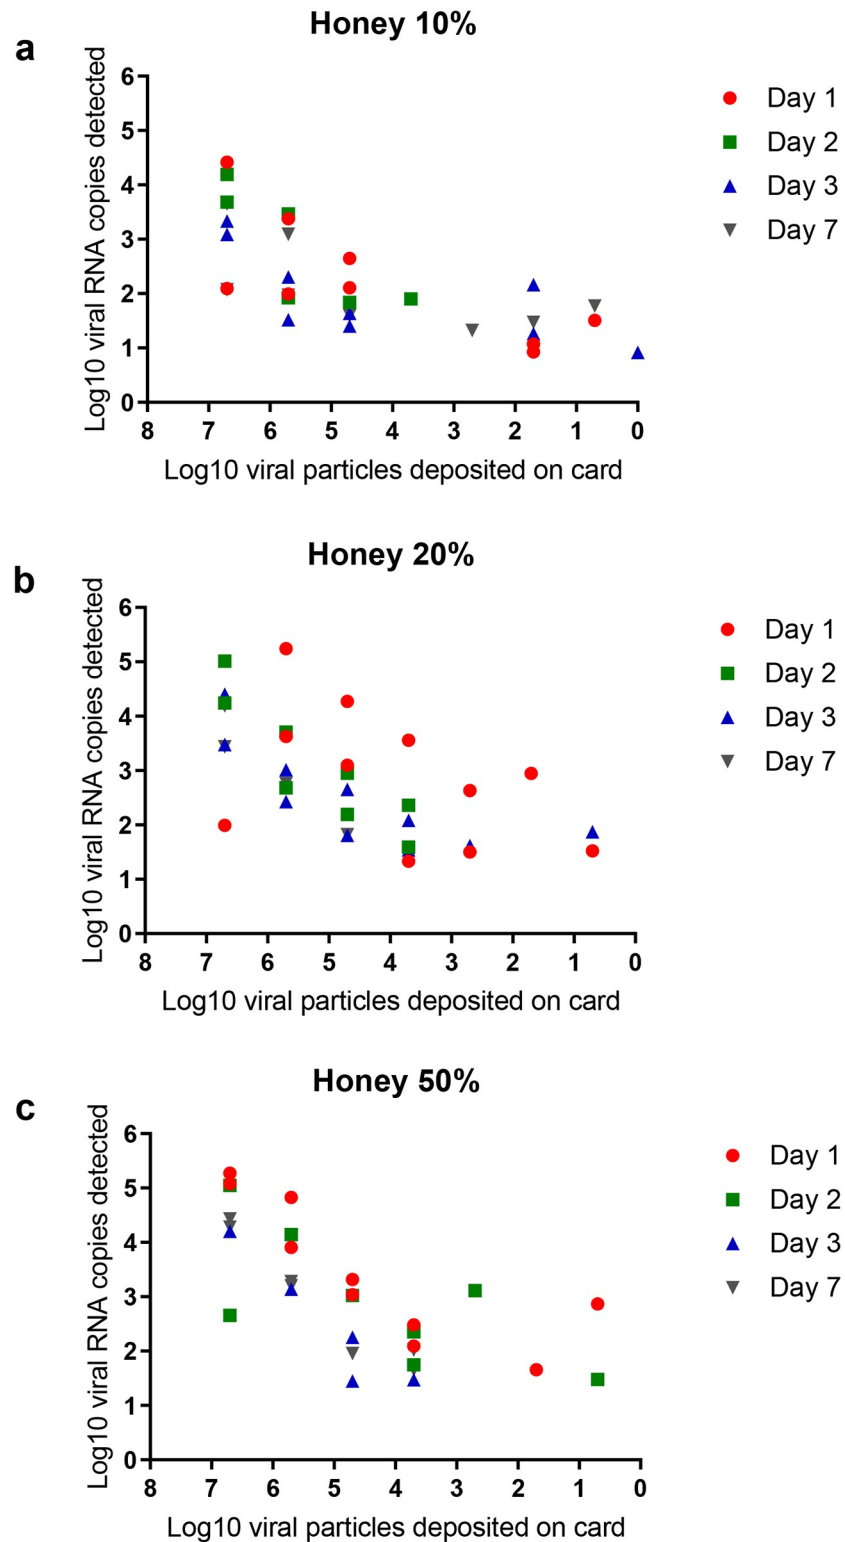 Honey 10%
a
Log10 viral RNA copies detected
6
5
4
3
2
1
0
8 7 6 5 4 3 2 1 0
Log10 viral particles deposited on card
Day 1
Day 2
Day 3
Day 7
Honey 20%
b
Log10 viral RNA copies detected
6
5
4
3
2
1
0
8 7 6 5 4 3 2 1 0
Log10 viral particles deposited on card
Day 1
Day 2
Day 3
Day 7
Honey 50%
c
Log10 viral RNA copies detected
6
5
4
3
2
1
0
8 7 6 5 4 3 2 1 0
Log10 viral particles deposited on card
Day 1
Day 2
Day 3
Day 7